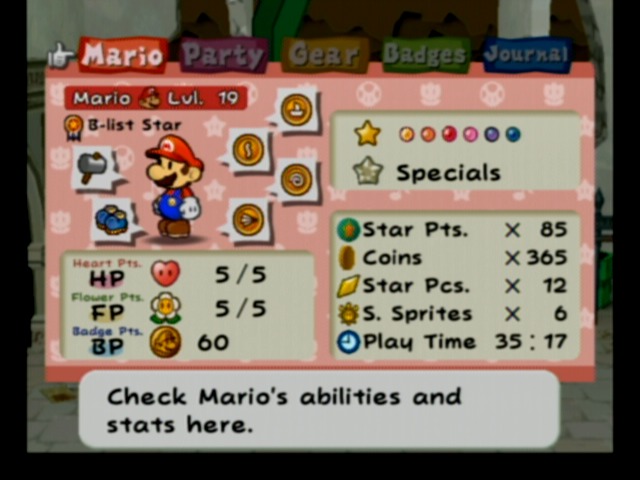 Mario Party Gear Badges Journal
Mario Lvl. 19
B-list Star
Specials
Heart Pts.
HP 5/5
Flower Pts.
FP 5/5
Badge Pts.
BP 60
Star Pts. × 85
Coins × 365
Star Pcs. × 12
S. Sprites × 6
Play Time 35:17
Check Mario's abilities and
stats here.